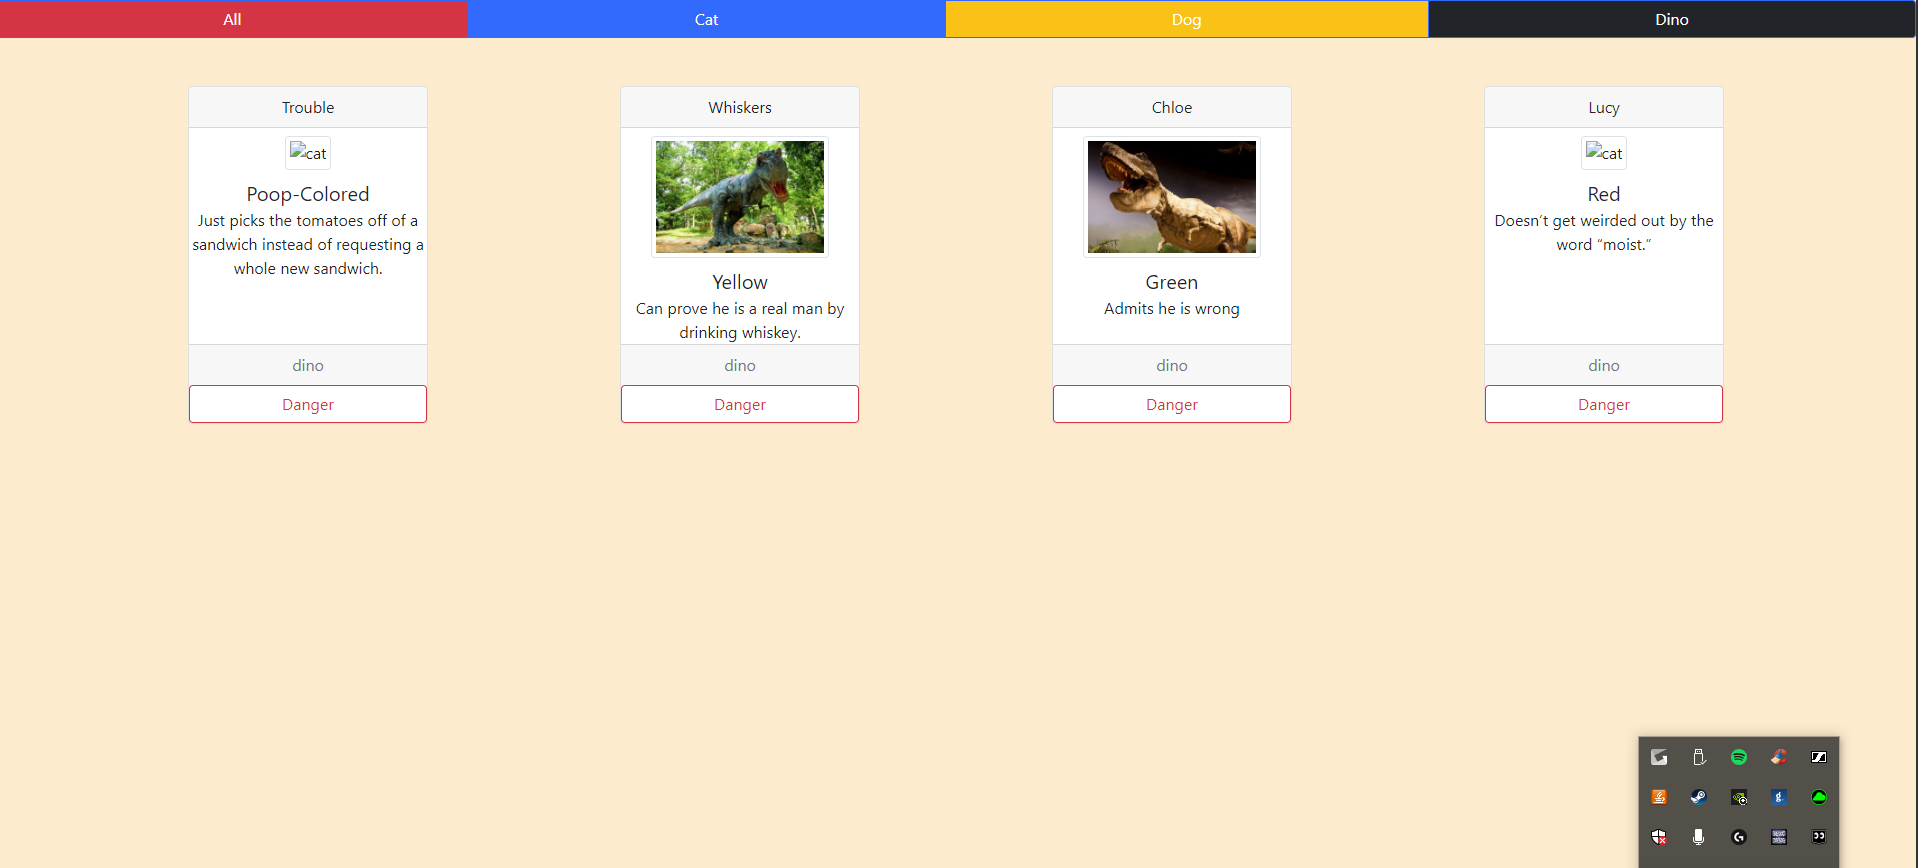 All
Cat
Dog
Dino
Trouble
cat
Poop-Colored
Just picks the tomatoes off of a
sandwich instead of requesting a
whole new sandwich.
dino
Danger
Whiskers
Yellow
Can prove he is a real man by
drinking whiskey.
dino
Danger
Chloe
Green
Admits he is wrong
dino
Danger
Lucy
cat
Red
Doesn’t get weirded out by the
word “moist.”
dino
Danger